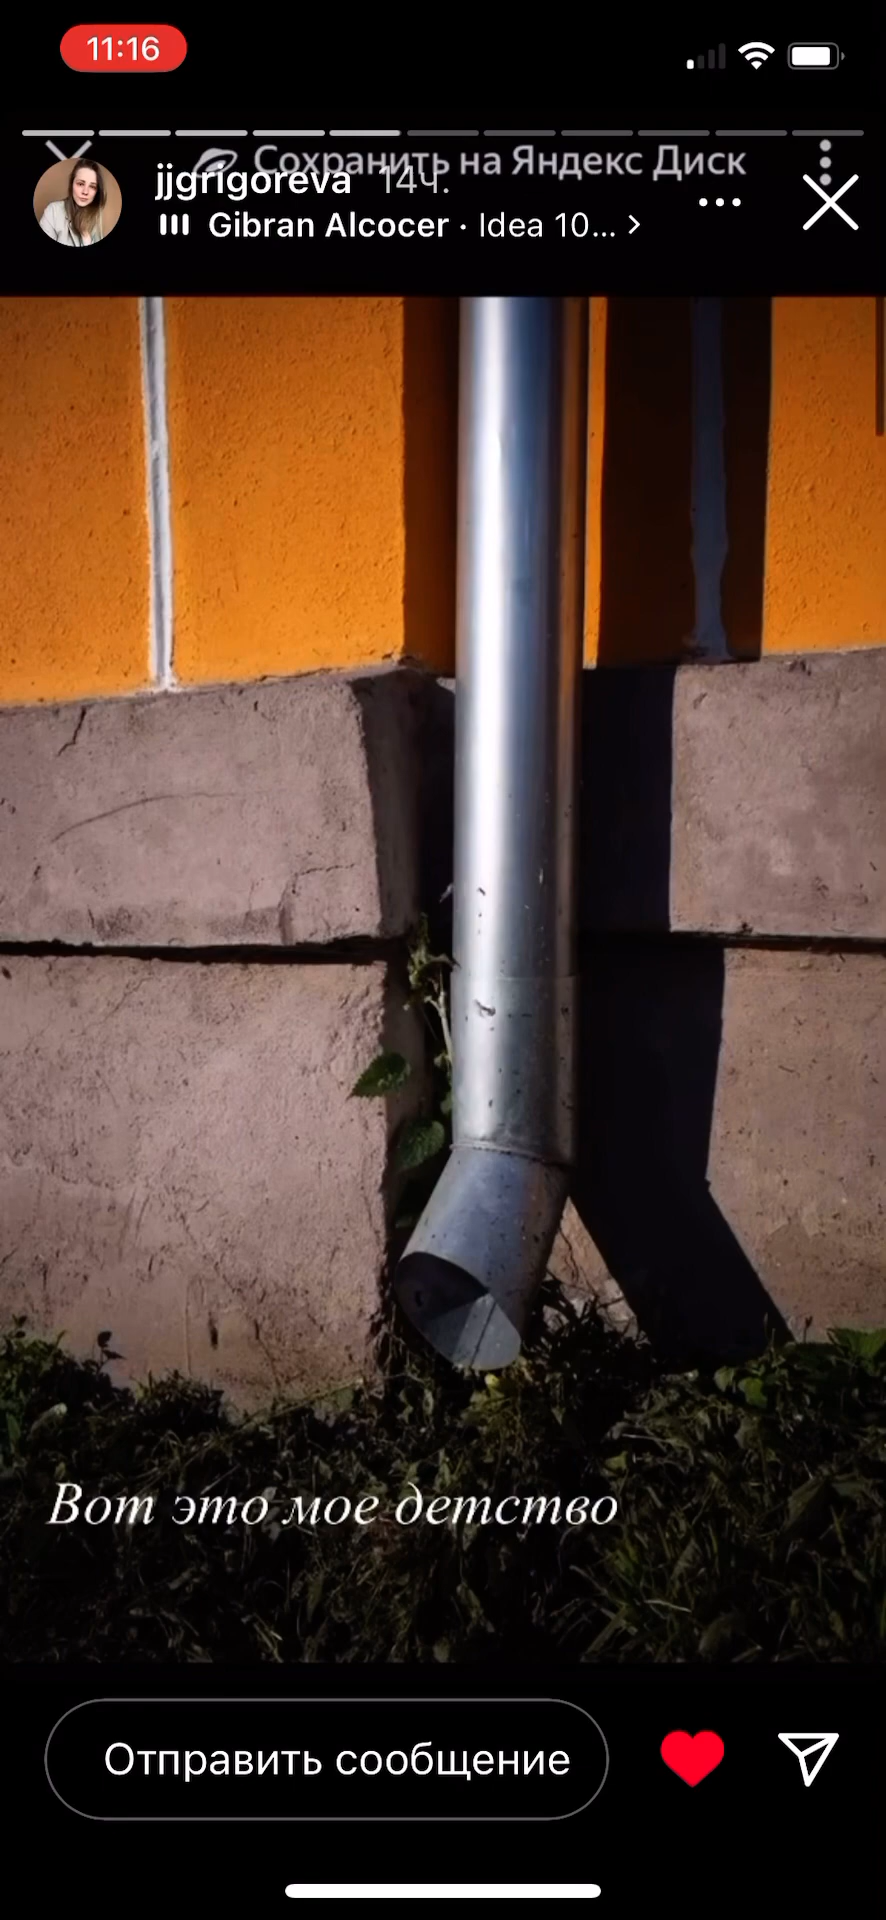 11:16
Сохранить на Яндекс Диск
jjgrigoreva 14ч.
Gibran Alcocer · Idea 10... >
Вот это мое детство
Отправить сообщение